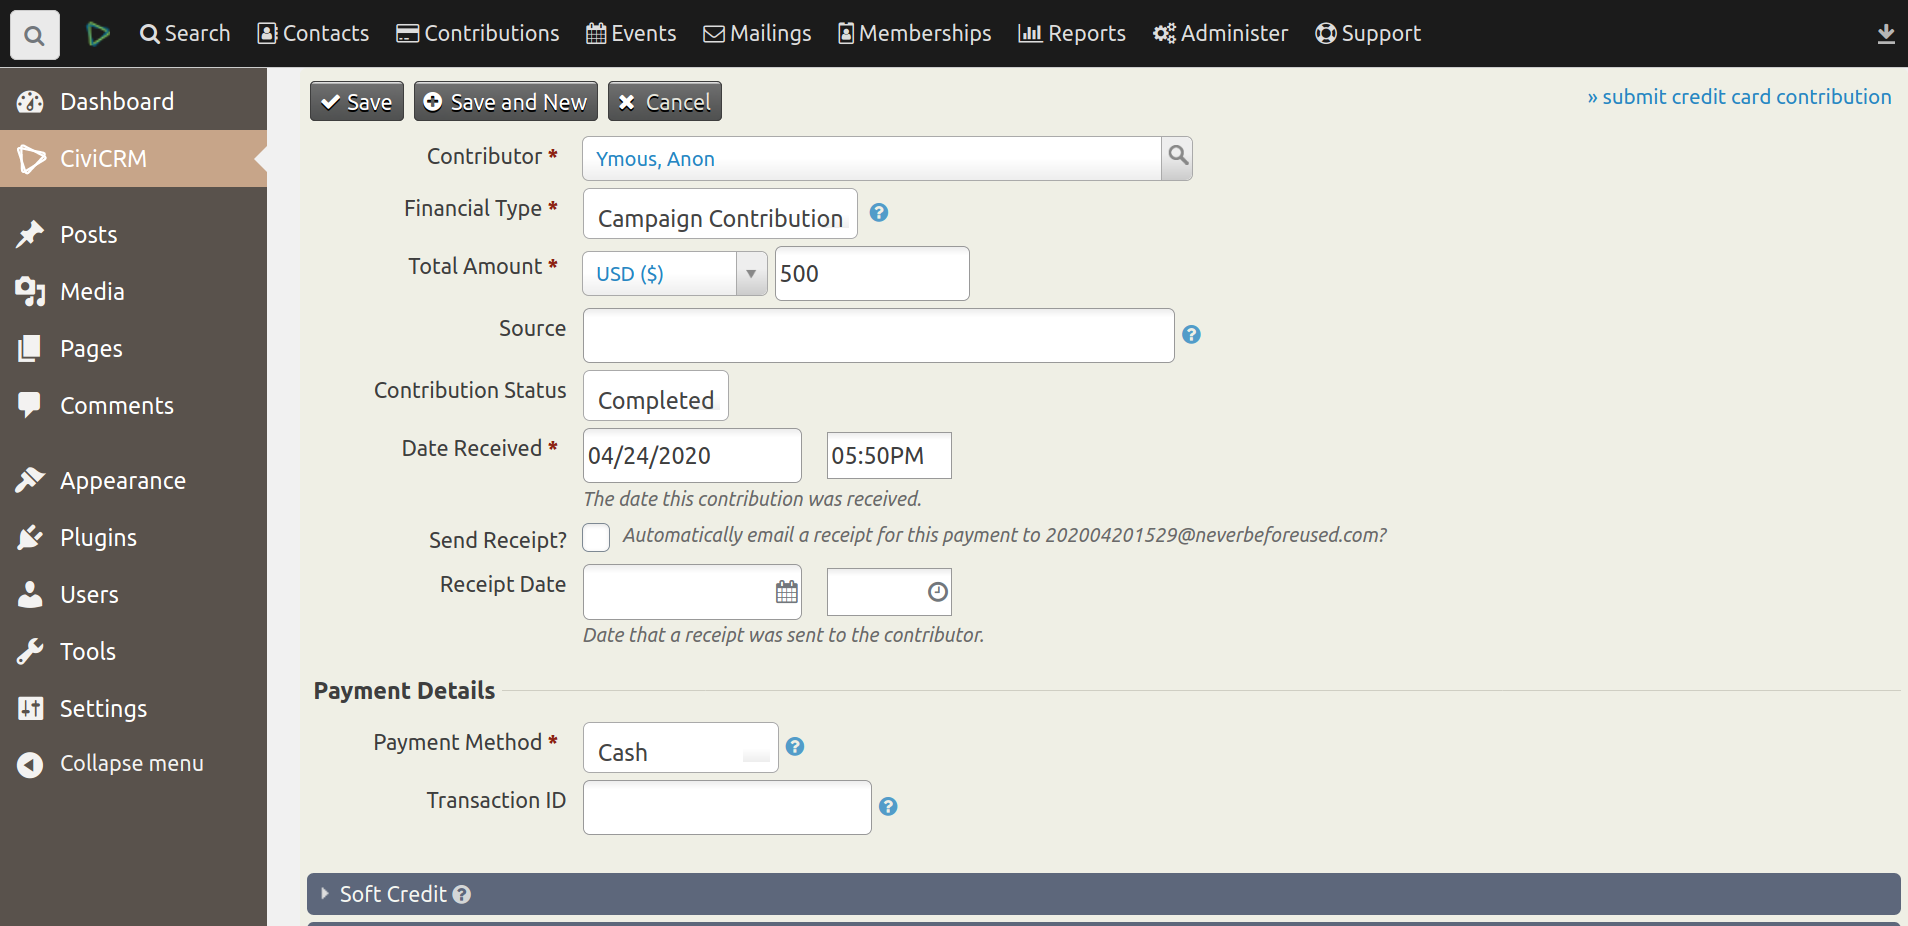 Search Contacts Contributions Events Mailings Memberships Reports Administer Support
Dashboard
CiviCRM
Posts
Media
Pages
Comments
Appearance
Plugins
Users
Tools
Settings
Collapse menu
Save Save and New Cancel
» submit credit card contribution
Contributor * Ymous, Anon
Financial Type * Campaign Contribution ?
Total Amount * USD ($) 500
Source ?
Contribution Status Completed
Date Received * 04/24/2020 05:50PM
The date this contribution was received.
Send Receipt? Automatically email a receipt for this payment to 202004201529@neverbeforeused.com?
Receipt Date
Date that a receipt was sent to the contributor.
Payment Details
Payment Method * Cash ?
Transaction ID ?
Soft Credit ?